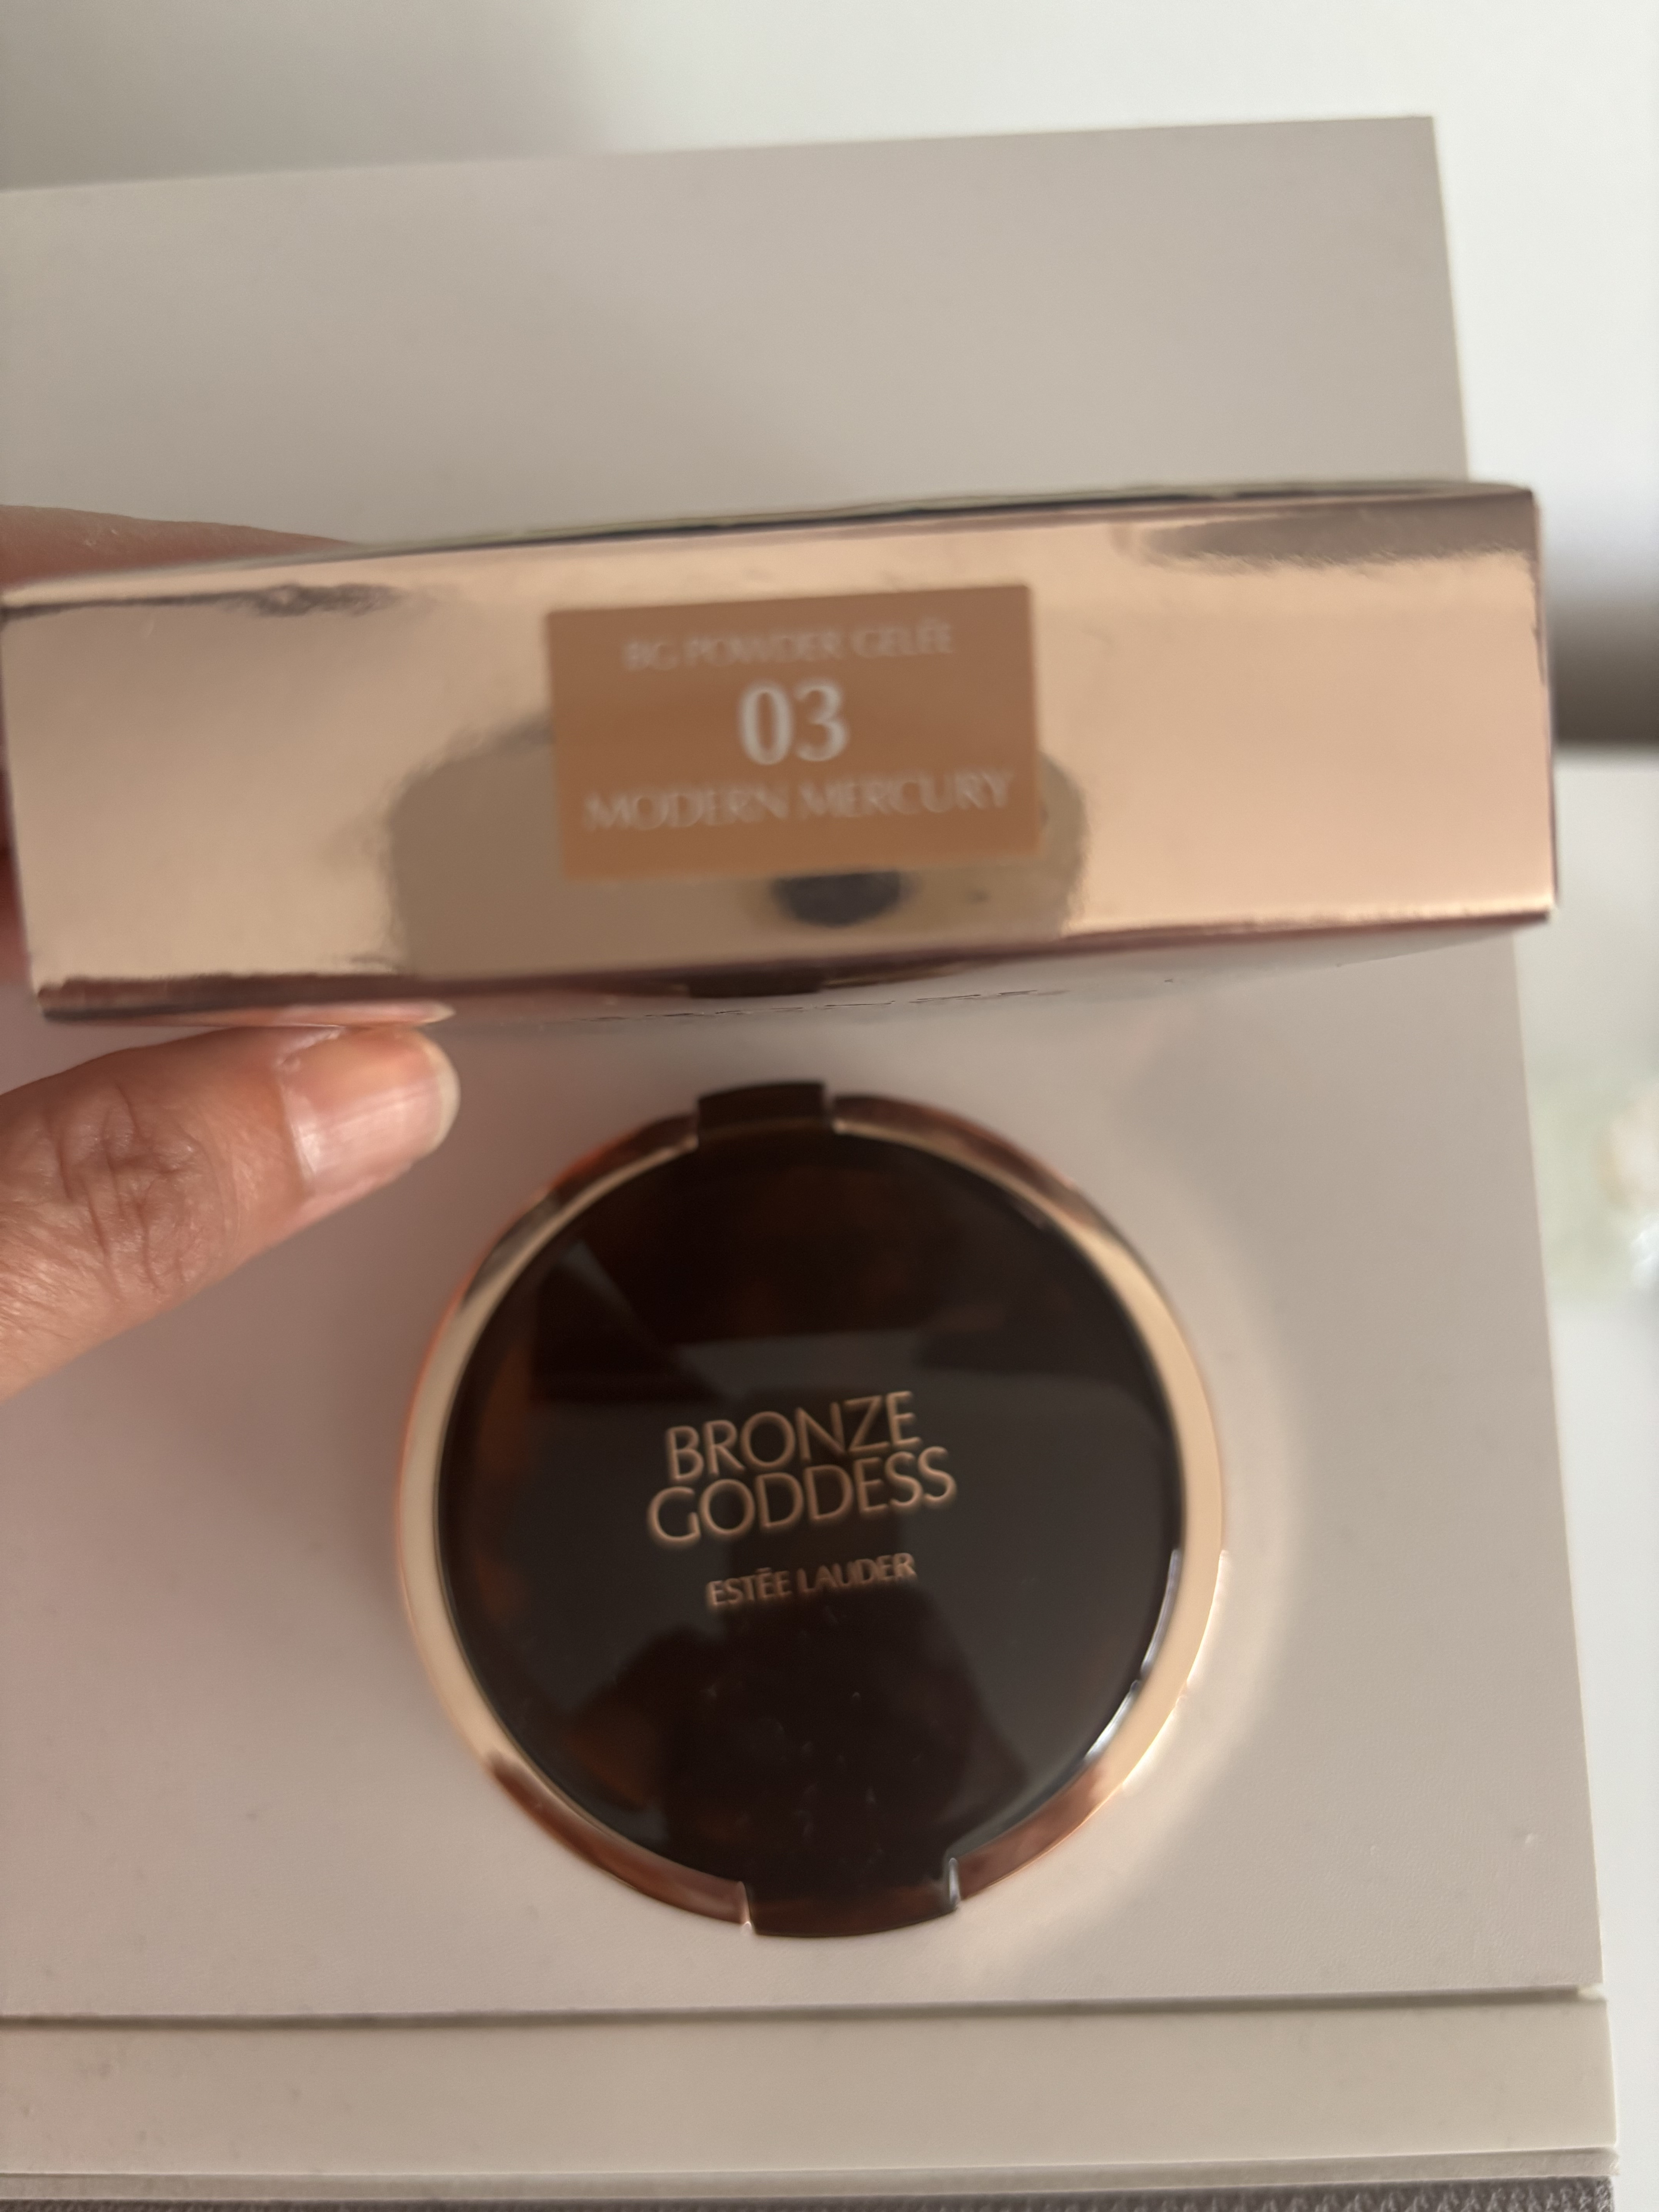 BG POWDER GELÉE
03
MODERN MERCURY
BRONZE
GODDESS
ESTĒE LAUDER